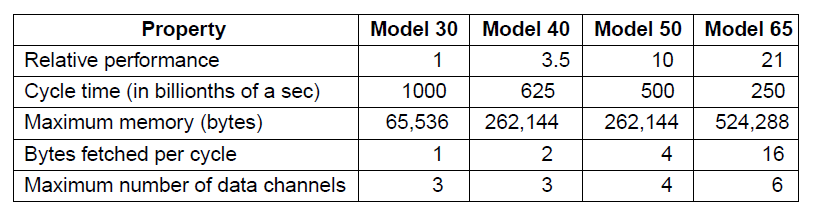 Property Model 30 Model 40 Model 50 Model 65
Relative performance 1 3.5 10 21
Cycle time (in billionths of a sec) 1000 625 500 250
Maximum memory (bytes) 65,536 262,144 262,144 524,288
Bytes fetched per cycle 1 2 4 16
Maximum number of data channels 3 3 4 6